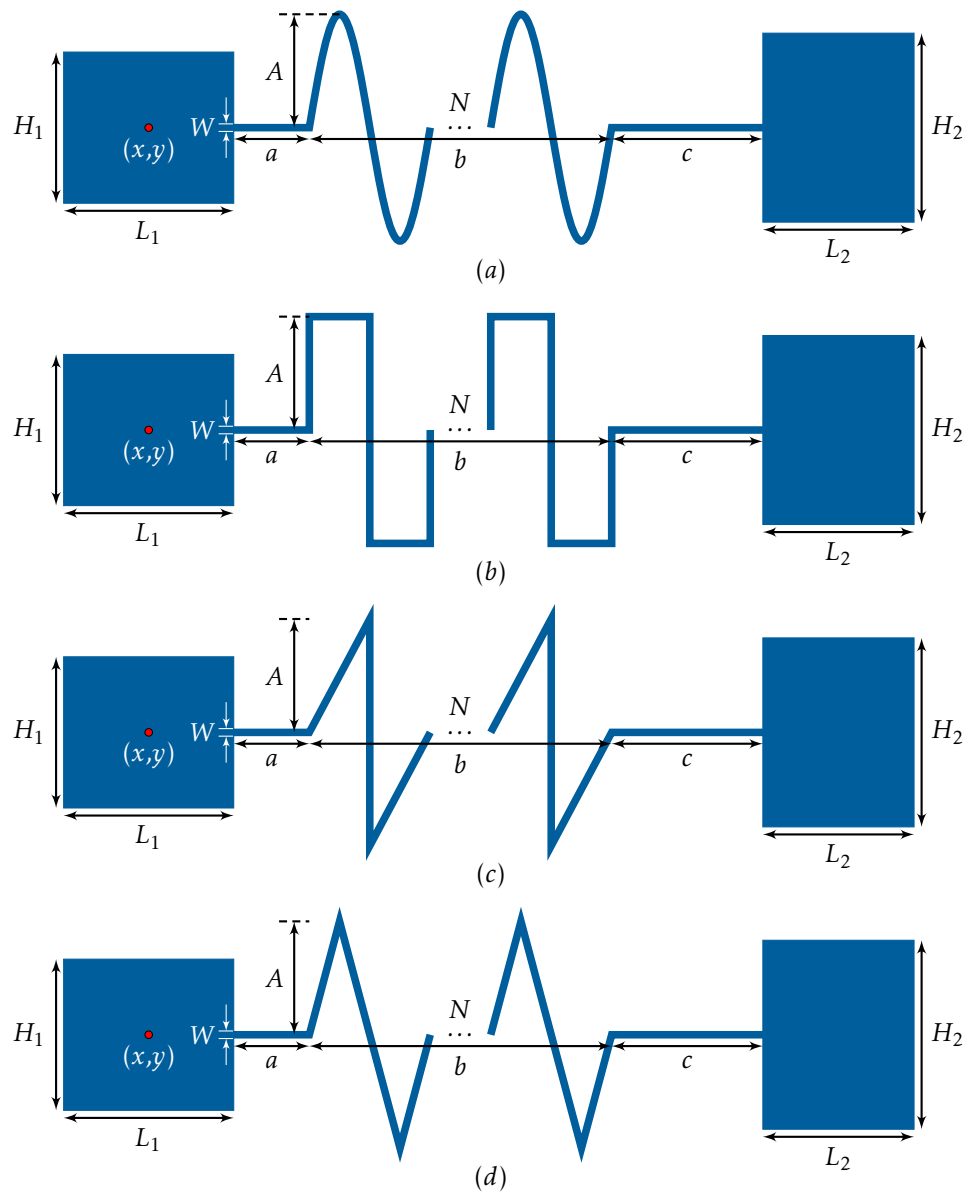 A
N
...
H₁
W
(x,y)
a
b
c
H₂
L₁
L₂
(a)
A
N
...
H₁
W
(x,y)
a
b
c
H₂
L₁
L₂
(b)
A
N
...
H₁
W
(x,y)
a
b
c
H₂
L₁
L₂
(c)
A
N
...
H₁
W
(x,y)
a
b
c
H₂
L₁
L₂
(d)